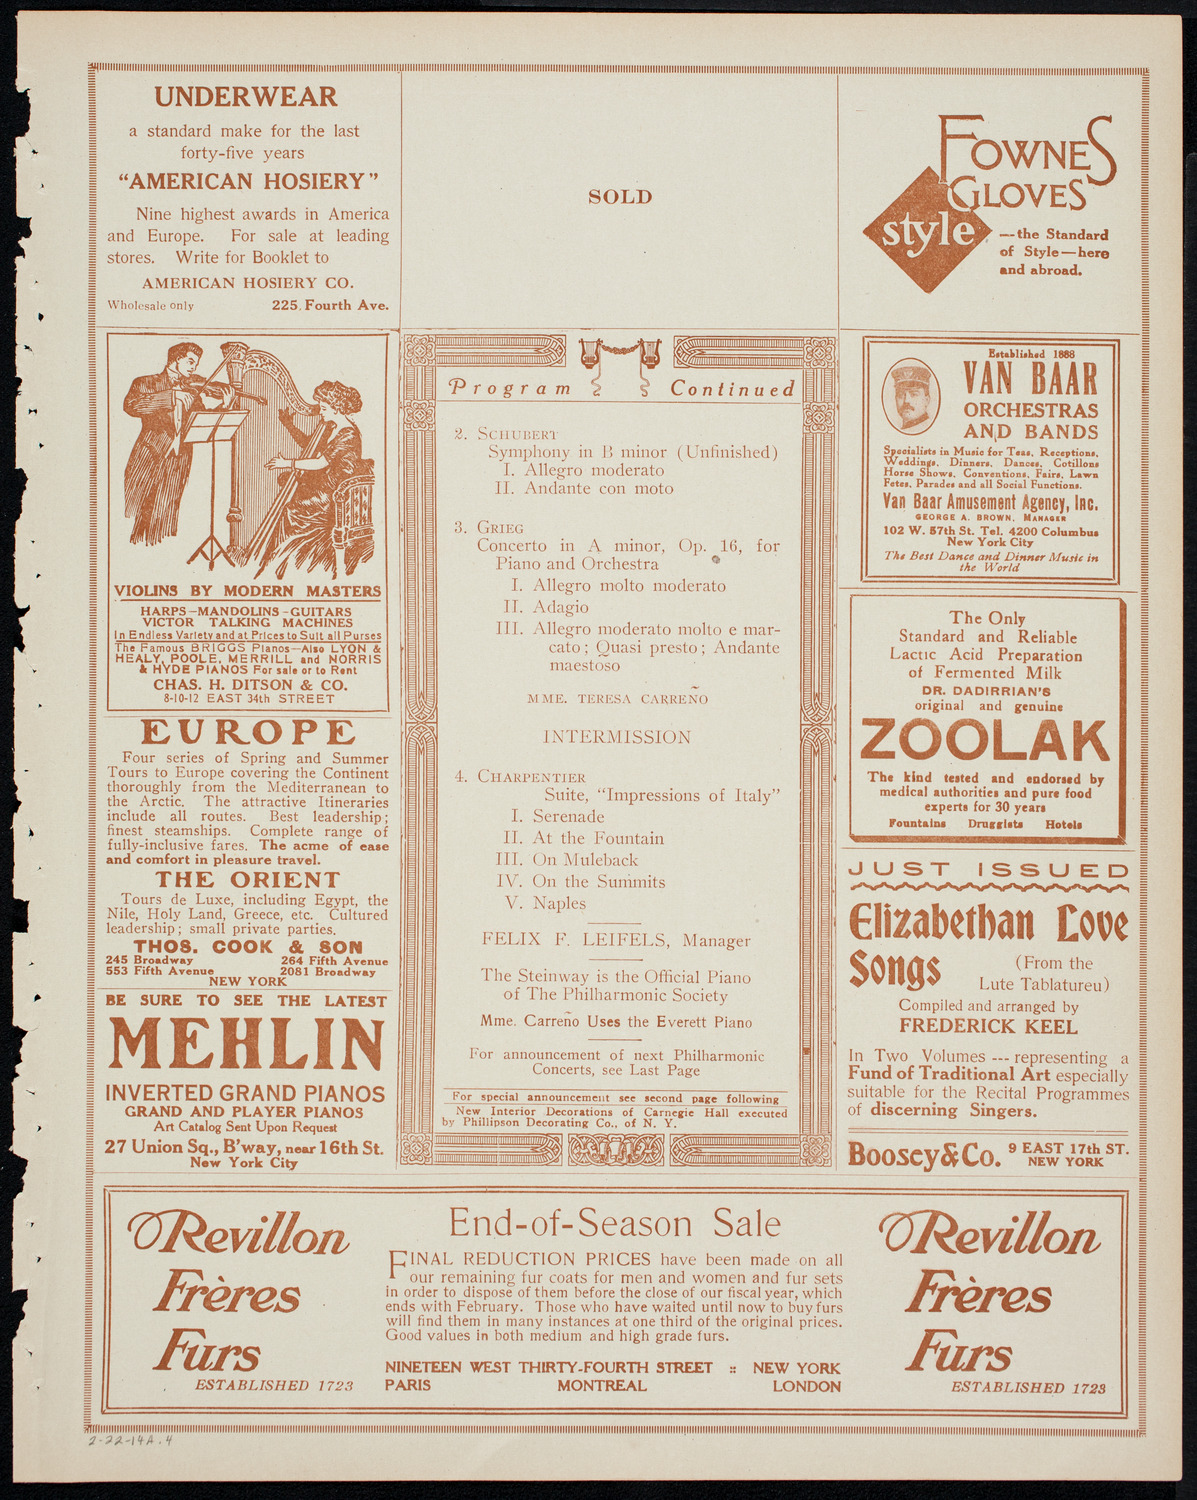 UNDERWEAR
a standard make for the last
forty-five years
"AMERICAN HOSIERY"
Nine highest awards in America
and Europe. For sale at leading
stores. Write for Booklet to
AMERICAN HOSIERY CO.
Wholesale only 225 Fourth Ave.
SOLD
FOWNES
GLOVES
style
—the Standard
of Style—here
and abroad.
VIOLINS BY MODERN MASTERS
HARPS—MANDOLINS-GUITARS
VICTOR TALKING MACHINES
In Endless Variety and at Prices to Suit all Purses
The Famous BRIGGS Pianos—Also LYON &
HEALY, POOLE, MERRILL and NORRIS
& HYDE PIANOS For sale or to Rent
CHAS. H. DITSON & CO.
8-10-12 EAST 34th STREET
EUROPE
Four series of Spring and Summer
Tours to Europe covering the Continent
thoroughly from the Mediterranean to
the Arctic. The attractive Itineraries
include all routes. Best leadership;
finest steamships. Complete range of
fully-inclusive fares. The acme of ease
and comfort in pleasure travel.
THE ORIENT
Tours de Luxe, including Egypt, the
Nile, Holy Land, Greece, etc. Cultured
leadership; small private parties.
THOS. COOK & SON
245 Broadway 264 Fifth Avenue
553 Fifth Avenue 2081 Broadway
NEW YORK
BE SURE TO SEE THE LATEST
MEHLIN
INVERTED GRAND PIANOS
GRAND AND PLAYER PIANOS
Art Catalog Sent Upon Request
27 Union Sq., B'way, near 16th St.
New York City
Program Continued
2. SCHUBERT
Symphony in B minor (Unfinished)
I. Allegro moderato
II. Andante con moto
3. GRIEG
Concerto in A minor, Op. 16, for
Piano and Orchestra
I. Allegro molto moderato
II. Adagio
III. Allegro moderato molto e mar-
cato; Quasi presto; Andante
maestoso
MME. TERESA CARREÑO
INTERMISSION
4. CHARPENTIER
Suite, "Impressions of Italy"
I. Serenade
II. At the Fountain
III. On Muleback
IV. On the Summits
V. Naples
FELIX F. LEIFELS, Manager
The Steinway is the Official Piano
of The Philharmonic Society
Mme. Carreño Uses the Everett Piano
For announcement of next Philharmonic
Concerts, see Last Page
For special announcement see second page following
New Interior Decorations of Carnegie Hall executed
by Phillipson Decorating Co., of N. Y.
Established 1888
VAN BAAR
ORCHESTRAS
AND BANDS
Specialists in Music for Teas, Receptions,
Weddings, Dinners, Dances, Cotillons
Horse Shows, Conventions, Fairs, Lawn
Fetes, Parades and all Social Functions.
Van Baar Amusement Agency, Inc.
GEORGE A. BROWN, MANAGER
102 W. 57th St. Tel. 4200 Columbus
New York City
The Best Dance and Dinner Music in
the World
The Only
Standard and Reliable
Lactic Acid Preparation
of Fermented Milk
DR. DADIRRIAN'S
original and genuine
ZOOLAK
The kind tested and endorsed by
medical authorities and pure food
experts for 30 years
Fountains Druggists Hotels
JUST ISSUED
Elizabethan Love
Songs (From the
Lute Tablatureu)
Compiled and arranged by
FREDERICK KEEL
In Two Volumes --- representing a
Fund of Traditional Art especially
suitable for the Recital Programmes
of discerning Singers.
Boosey & Co. 9 EAST 17th ST.
NEW YORK
Revillon
Frères
Furs
ESTABLISHED 1723
End-of-Season Sale
FINAL REDUCTION PRICES have been made on all
our remaining fur coats for men and women and fur sets
in order to dispose of them before the close of our fiscal year, which
ends with February. Those who have waited until now to buy furs
will find them in many instances at one third of the original prices.
Good values in both medium and high grade furs.
NINETEEN WEST THIRTY-FOURTH STREET :: NEW YORK
PARIS MONTREAL LONDON
Revillon
Frères
Furs
ESTABLISHED 1723
2-22-14A.4